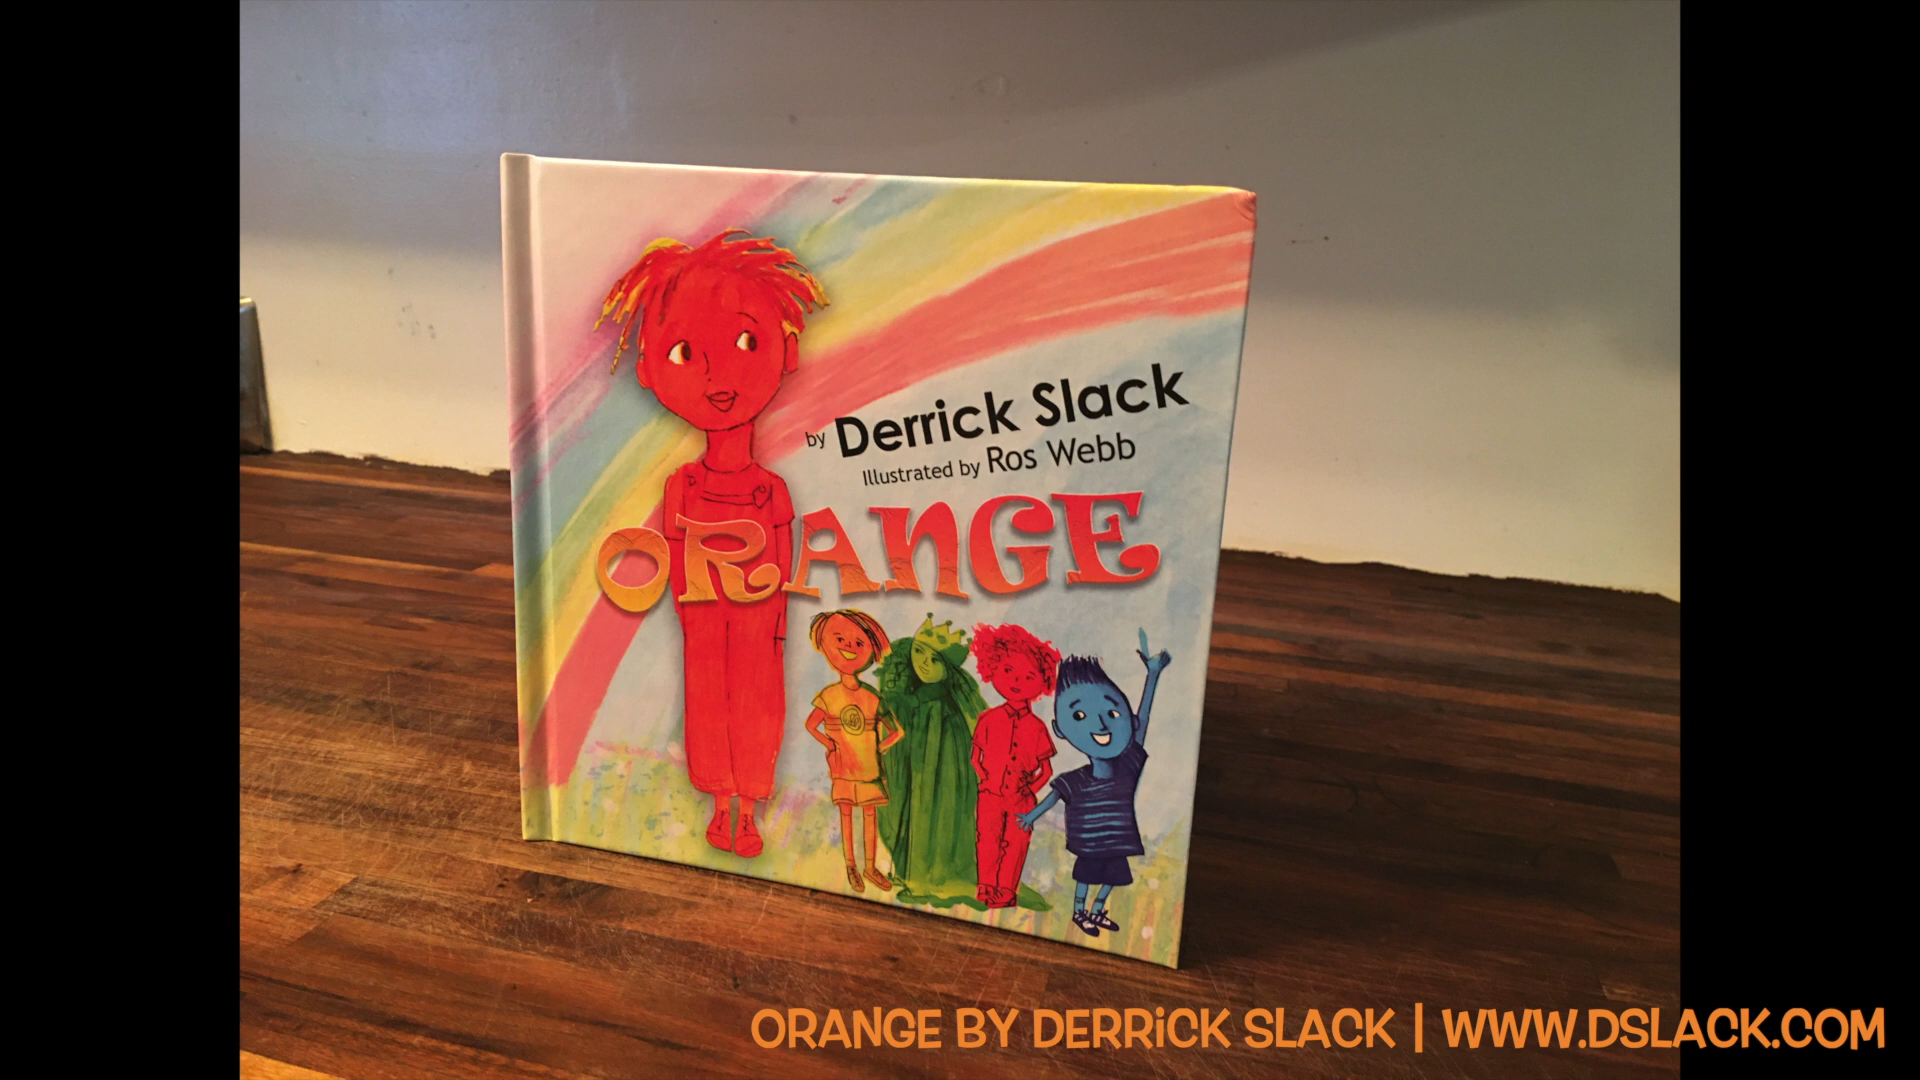 by Derrick Slack
Illustrated by Ros Webb
ORANGE
ORANGE BY DERRiCK SLACK | WWW.DSLACK.COM